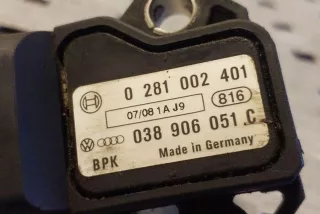 0 281 002 401
07/08 1A J9
816
038 906 051 C
BPK
Made in Germany